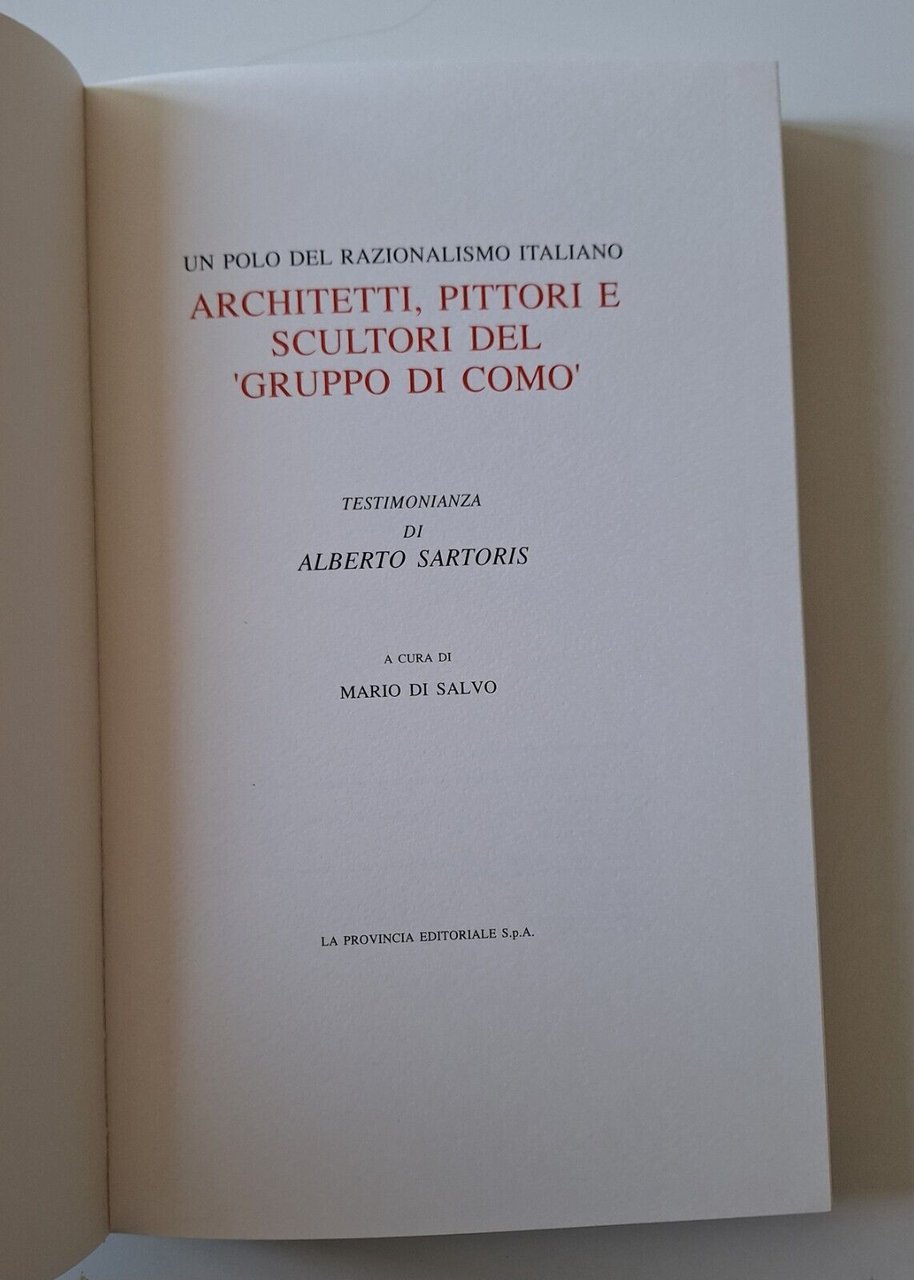 UN POLO DEL RAZIONALISMO ITALIANO
ARCHITETTI, PITTORI E
SCULTORI DEL
'GRUPPO DI COMO'
TESTIMONIANZA
DI
ALBERTO SARTORIS
A CURA DI
MARIO DI SALVO
LA PROVINCIA EDITORIALE S.p.A.